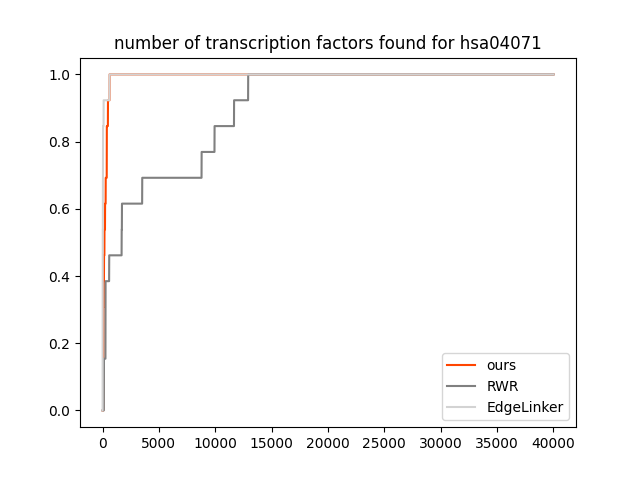 number of transcription factors found for hsa04071
1.0
0.8
0.6
0.4
0.2
0.0
0 5000 10000 15000 20000 25000 30000 35000 40000
ours
RWR
EdgeLinker